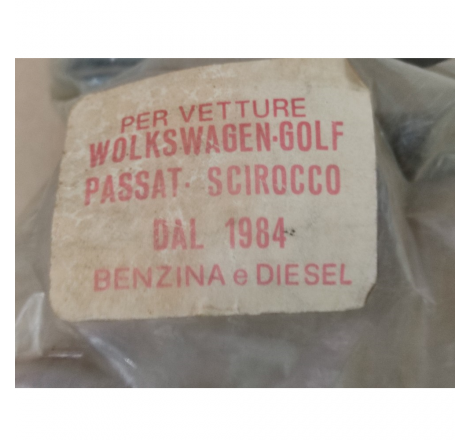 PER VETTURE
WOLKSWAGEN·GOLF
PASSAT· SCIROCCO
DAL 1984
BENZINA e DIESEL